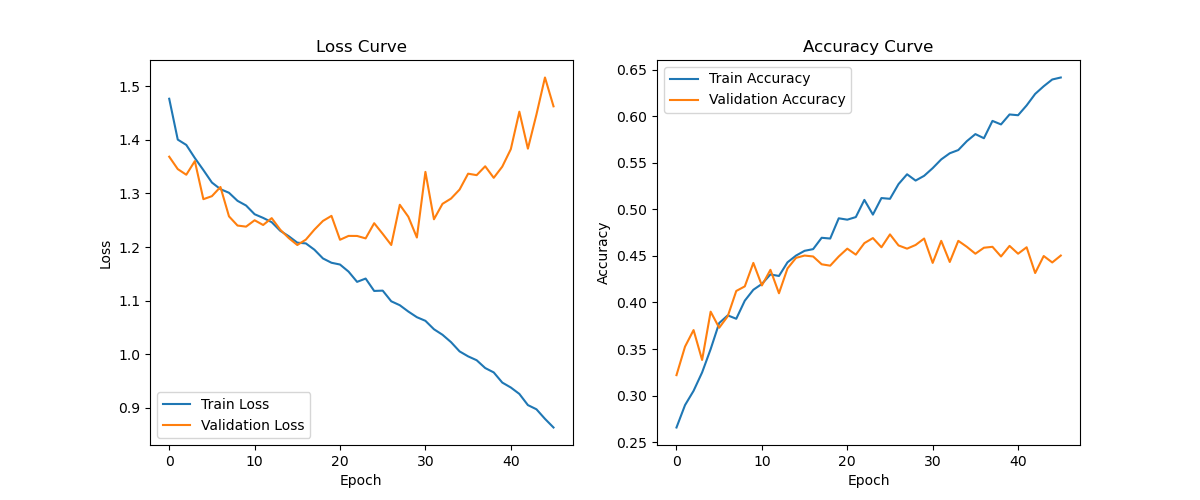 Loss Curve
1.5
1.4
1.3
1.2
1.1
1.0
0.9
Loss
Train Loss
Validation Loss
0 10 20 30 40
Epoch
Accuracy Curve
0.65
0.60
0.55
0.50
0.45
0.40
0.35
0.30
0.25
Accuracy
Train Accuracy
Validation Accuracy
0 10 20 30 40
Epoch